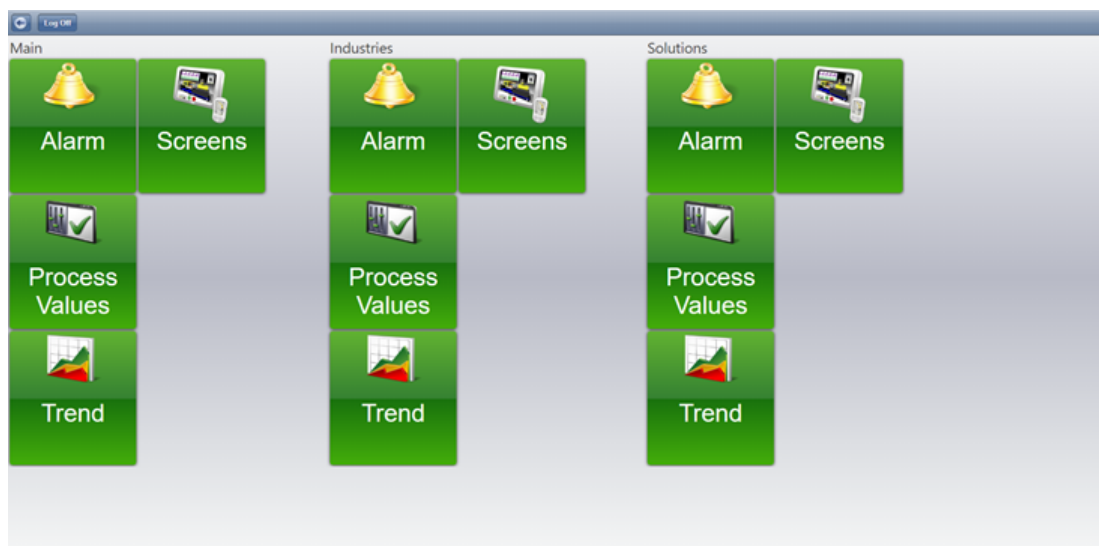 Log Off
Main
Industries
Solutions
Alarm
Screens
Alarm
Screens
Alarm
Screens
Process
Values
Process
Values
Process
Values
Trend
Trend
Trend